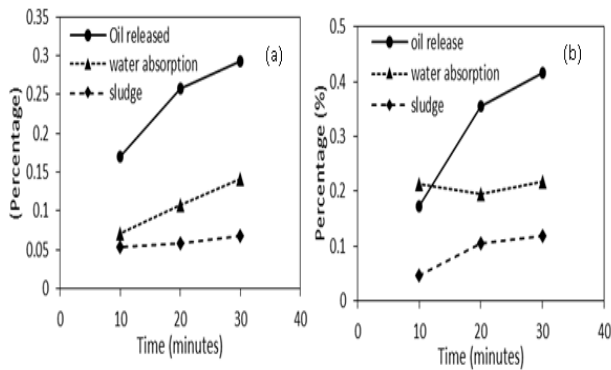 0.35
0.3
0.25
0.2
0.15
0.1
0.05
0
0
10
20
30
40
Time (minutes)
(Percentage)
Oil released
water absorption
sludge
(a)
0.5
0.4
0.3
0.2
0.1
0
0
10
20
30
40
Time (minutes)
Percentage (%)
oil release
water absorption
sludge
(b)